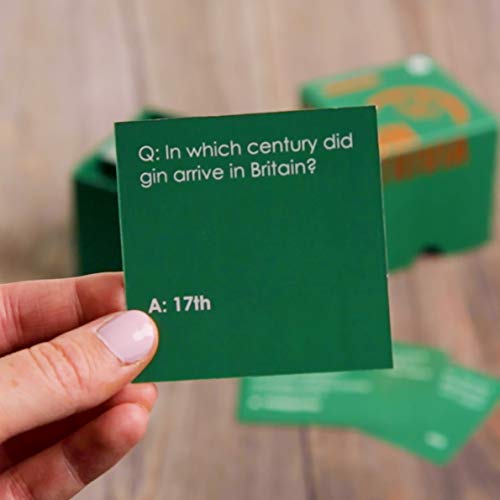 Q: In which century did
gin arrive in Britain?
A: 17th